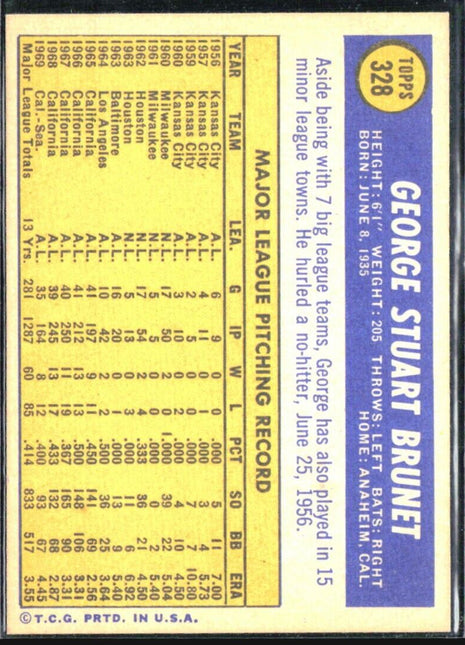 TOPPS
328
GEORGE STUART BRUNET
HEIGHT: 6'1" WEIGHT: 205 THROWS: LEFT BATS: RIGHT
BORN: JUNE 8, 1935 HOME: ANAHEIM, CAL.
Aside being with 7 big league teams, George has also played in 15
minor league towns. He hurled a no-hitter, June 25, 1956.
MAJOR LEAGUE PITCHING RECORD
YEAR TEAM LEA. G IP W L PCT SO BB ERA
1956 Kansas City A.L. 6 9 0 0 .000 5 11 7.00
1957 Kansas City A.L. 4 11 0 1 .000 4 5.73
1959 Kansas City A.L. 2 5 0 0 .000 7 7 10.80
1960 Kansas City A.L. 3 10 0 2 .000 4 10 4.50
1960 Milwaukee N.L. 17 50 2 0 1.000 39 22 5.04
1961 Milwaukee N.L. 5 5 0 0 .000 2 5.40
1962 Houston N.L. 17 54 2 4 .333 36 21 4.50
1963 Houston N.L. 5 13 0 3 .000 11 6 6.92
1963 Baltimore A.L. 16 20 0 1 .000 13 9 5.40
1964 Los Angeles A.L. 10 42 2 2 .500 36 25 3.64
1965 California A.L. 41 197 9 11 .450 141 69 2.56
1966 California A.L. 41 212 13 13 .500 148 106 3.31
1967 California A.L. 40 250 11 19 .367 165 90 3.31
1968 California A.L. 39 245 13 17 .433 132 68 2.87
1969 Cal.-Sea. A.L. 35 164 8 12 .400 67 67 4.45
Major League Totals 13 Yrs. 281 1287 60 85 .414 833 517 3.55
©T.C.G. PRTD. IN U.S.A.